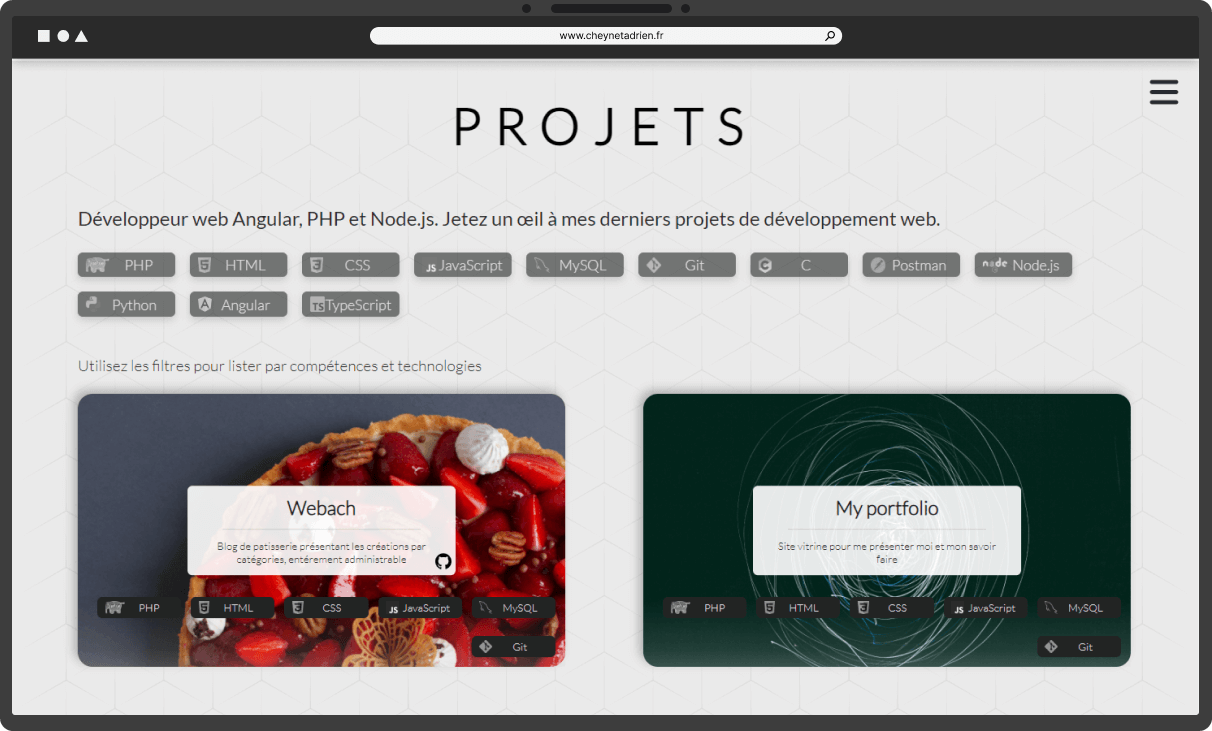 www.cheynetadrien.fr
PROJETS
Développeur web Angular, PHP et Node.js. Jetez un œil à mes derniers projets de développement web.
PHP HTML CSS JS JavaScript MySQL Git C Postman node Node.js
Python Angular TS TypeScript
Utilisez les filtres pour lister par compétences et technologies
Webach
Blog de patisserie présentant les créations par
catégories, entérement administrable
PHP HTML CSS JS JavaScript MySQL
Git
My portfolio
Site vitrine pour me présenter moi et mon savoir
faire
PHP HTML CSS JS JavaScript MySQL
Git